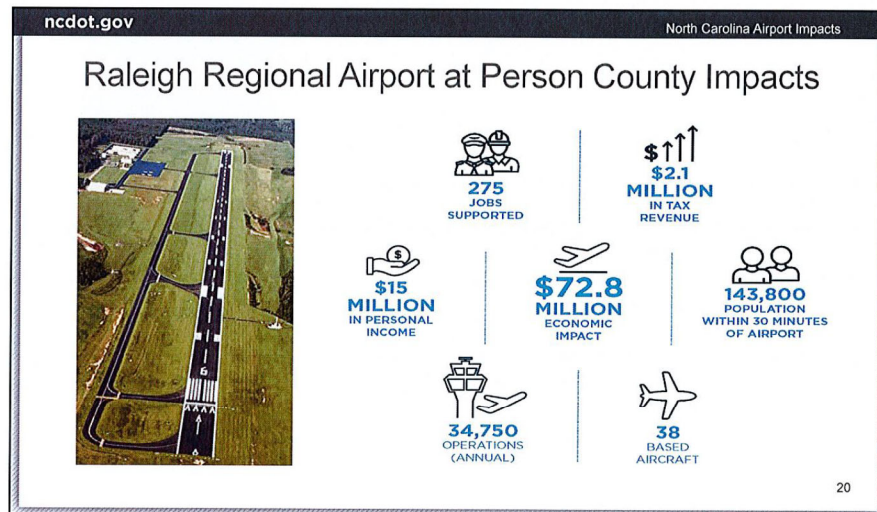 ncdot.gov
North Carolina Airport Impacts
Raleigh Regional Airport at Person County Impacts
275
JOBS
SUPPORTED
$2.1
MILLION
IN TAX
REVENUE
$15
MILLION
IN PERSONAL
INCOME
$72.8
MILLION
ECONOMIC
IMPACT
143,800
POPULATION
WITHIN 30 MINUTES
OF AIRPORT
34,750
OPERATIONS
(ANNUAL)
38
BASED
AIRCRAFT
6
20